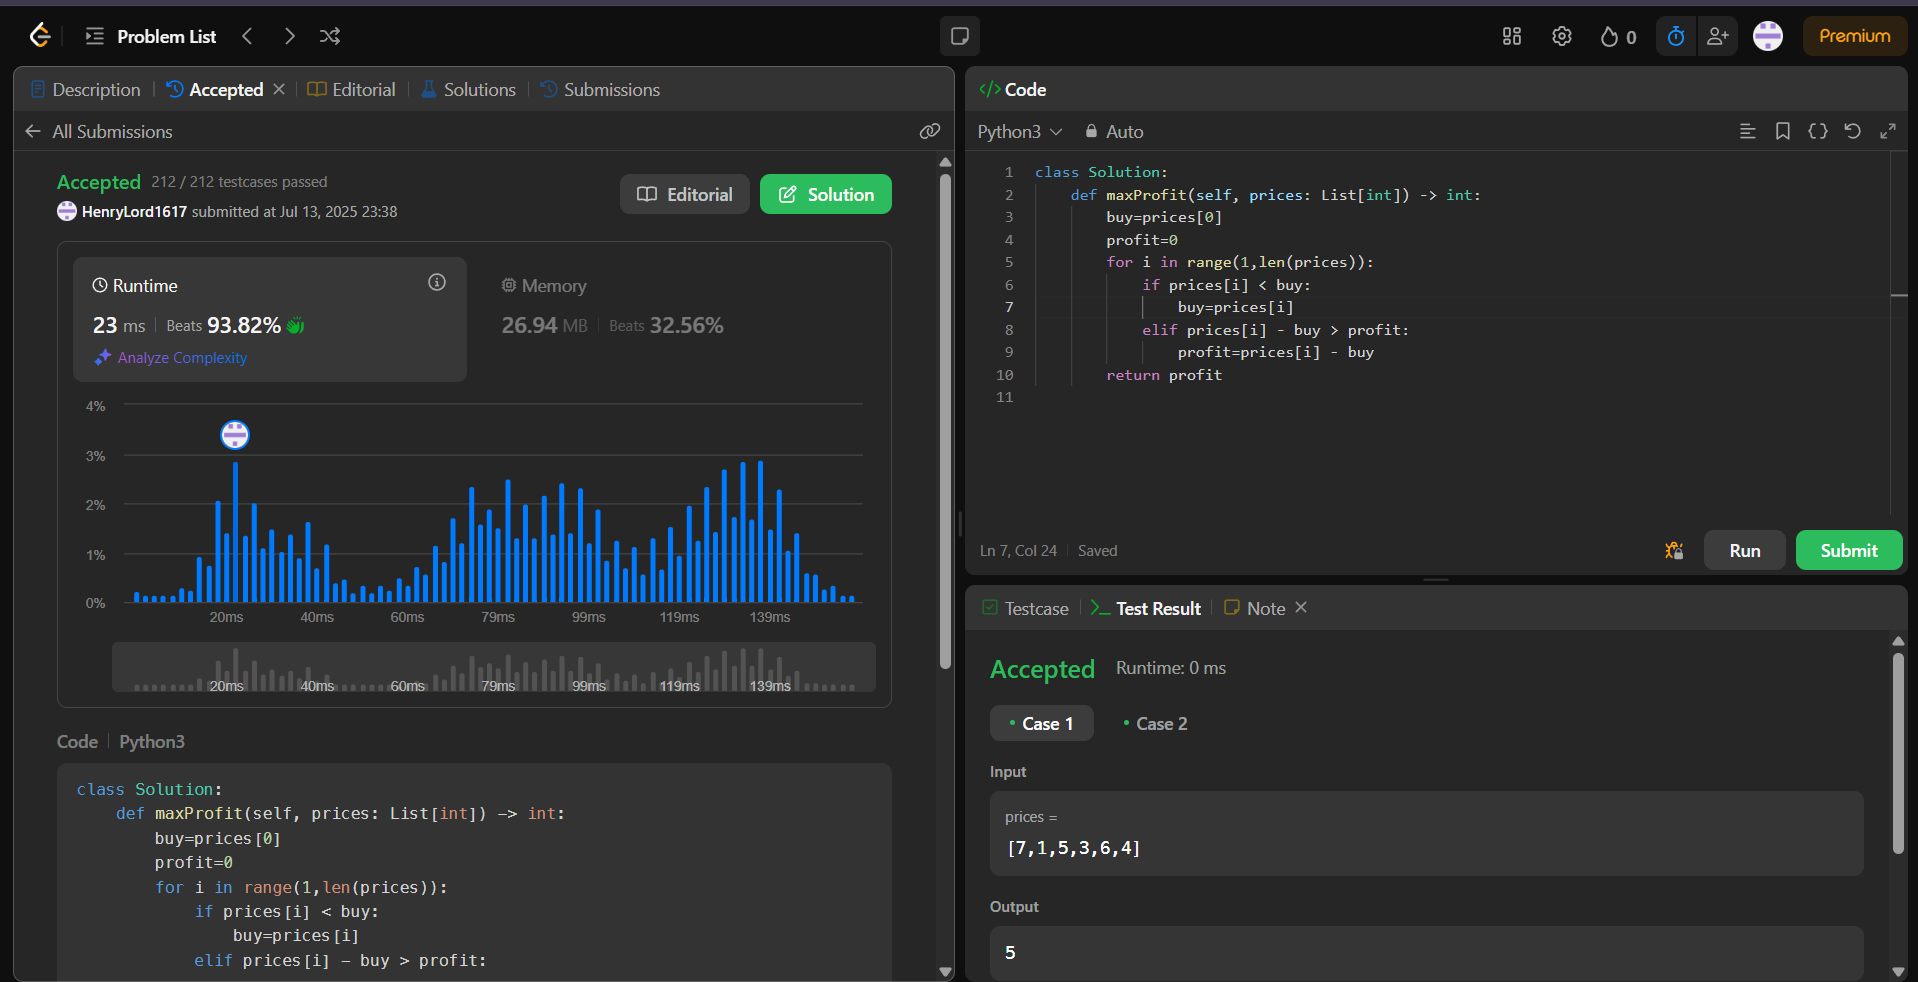 Problem List
0
Premium
Description
Accepted
Editorial
Solutions
Submissions
All Submissions
Accepted 212 / 212 testcases passed
HenryLord1617 submitted at Jul 13, 2025 23:38
Editorial
Solution
Runtime
23 ms Beats 93.82%
Analyze Complexity
Memory
26.94 MB Beats 32.56%
4%
3%
2%
1%
0%
20ms 40ms 60ms 79ms 99ms 119ms 139ms
20ms 40ms 60ms 79ms 99ms 119ms 139ms
Code Python3
class Solution:
    def maxProfit(self, prices: List[int]) -> int:
        buy=prices[0]
        profit=0
        for i in range(1,len(prices)):
            if prices[i] < buy:
                buy=prices[i]
            elif prices[i] - buy > profit:
</> Code
Python3 Auto
1 class Solution:
2     def maxProfit(self, prices: List[int]) -> int:
3         buy=prices[0]
4         profit=0
5         for i in range(1,len(prices)):
6             if prices[i] < buy:
7                 buy=prices[i]
8             elif prices[i] - buy > profit:
9                 profit=prices[i] - buy
10         return profit
11
Ln 7, Col 24 Saved
Run
Submit
Testcase
Test Result
Note
Accepted Runtime: 0 ms
Case 1
Case 2
Input
prices =
[7,1,5,3,6,4]
Output
5